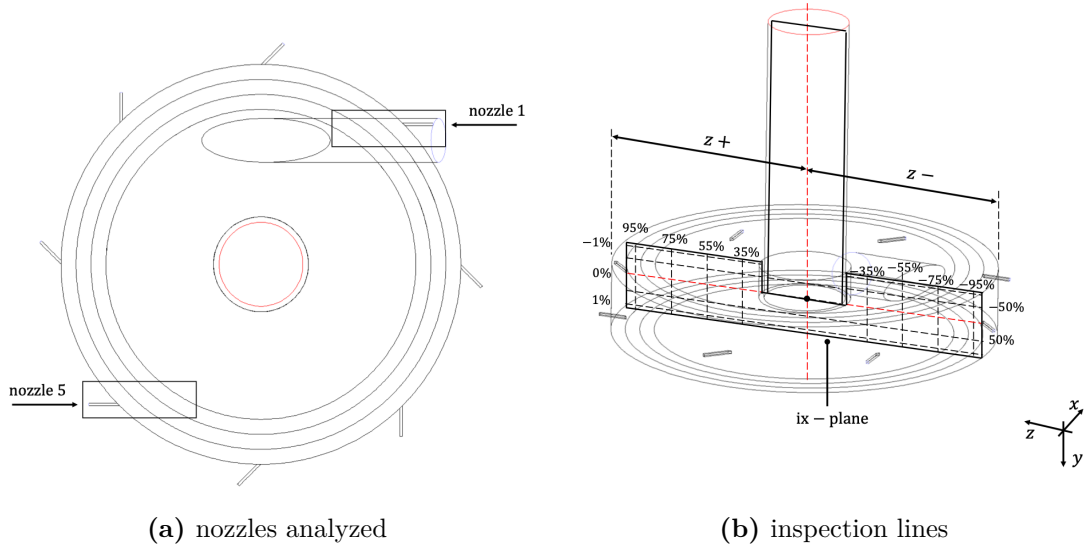 nozzle 1
nozzle 5
(a) nozzles analyzed
z +
z −
95%
75%
55%
35%
−1%
0%
1%
−35%
−55%
−75%
−95%
−50%
50%
ix − plane
x
z
y
(b) inspection lines